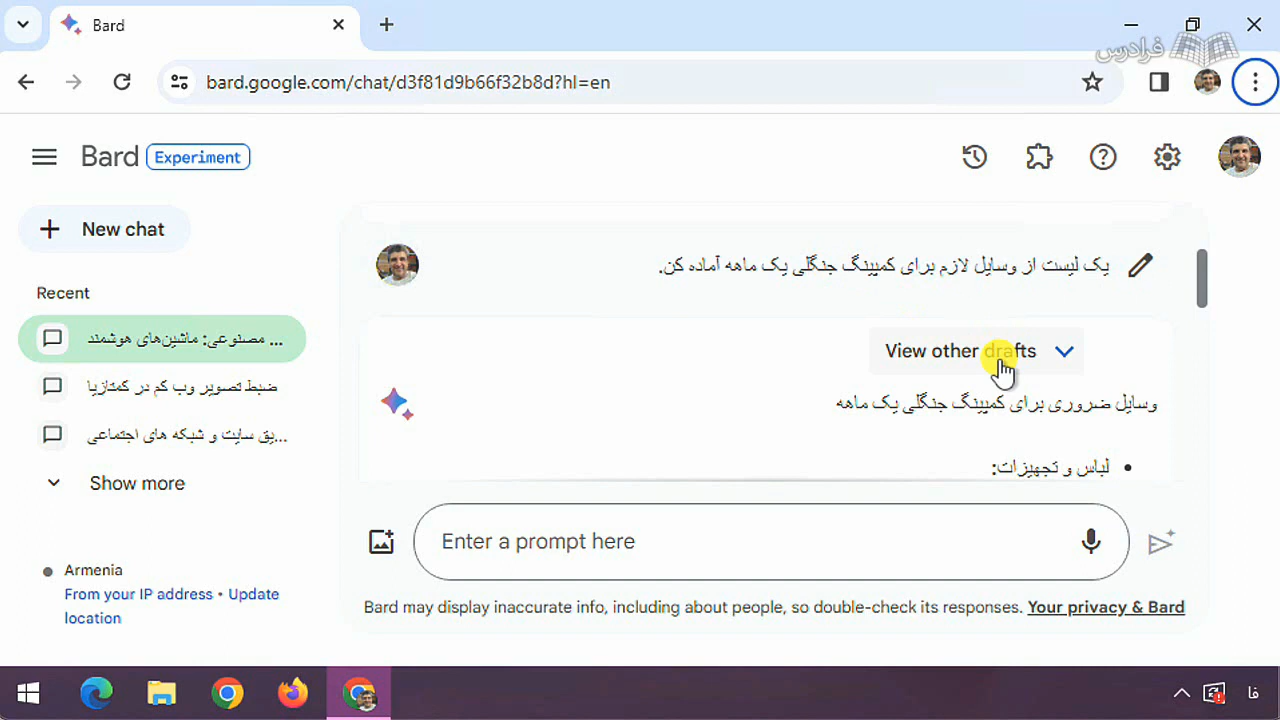 Bard
فرادرس
bard.google.com/chat/d3f81d9b66f32b8d?hl=en
Bard Experiment
New chat
Recent
مصنوعی: ماشین‌های هوشمند ...
ضبط تصویر وب کم در کمتازیا
...یق سایت و شبکه های اجتماعی
Show more
Armenia
From your IP address • Update
location
یک لیست از وسایل لازم برای کمپینگ جنگلی یک ماهه آماده کن.
View other drafts
وسایل ضروری برای کمپینگ جنگلی یک ماهه
• لباس و تجهیزات:
Enter a prompt here
Bard may display inaccurate info, including about people, so double-check its responses. Your privacy & Bard
فا